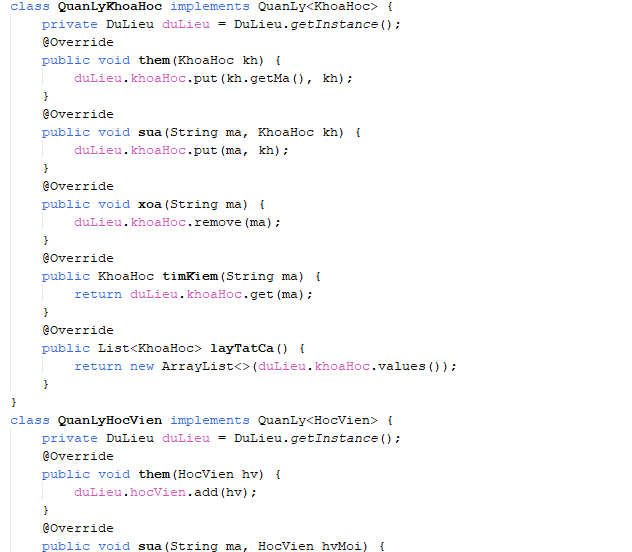 class QuanLyKhoaHoc implements QuanLy<KhoaHoc> {
    private DuLieu duLieu = DuLieu.getInstance();
    @Override
    public void them(KhoaHoc kh) {
        duLieu.khoaHoc.put(kh.getMa(), kh);
    }
    @Override
    public void sua(String ma, KhoaHoc kh) {
        duLieu.khoaHoc.put(ma, kh);
    }
    @Override
    public void xoa(String ma) {
        duLieu.khoaHoc.remove(ma);
    }
    @Override
    public KhoaHoc timKiem(String ma) {
        return duLieu.khoaHoc.get(ma);
    }
    @Override
    public List<KhoaHoc> layTatCa() {
        return new ArrayList<>(duLieu.khoaHoc.values());
    }
}
class QuanLyHocVien implements QuanLy<HocVien> {
    private DuLieu duLieu = DuLieu.getInstance();
    @Override
    public void them(HocVien hv) {
        duLieu.hocVien.add(hv);
    }
    @Override
    public void sua(String ma, HocVien hvMoi) {